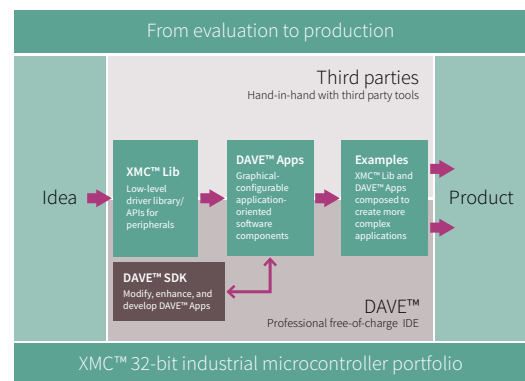 From evaluation to production
Third parties
Hand-in-hand with third party tools
Idea
XMC™ Lib
Low-level
driver library/
APIs for
peripherals
DAVE™ Apps
Graphical-
configurable
application-
oriented
software
components
Examples
XMC™ Lib and
DAVE™ Apps
composed to
create more
complex
applications
Product
DAVE™ SDK
Modify, enhance, and
develop DAVE™ Apps
DAVE™
Professional free-of-charge IDE
XMC™ 32-bit industrial microcontroller portfolio